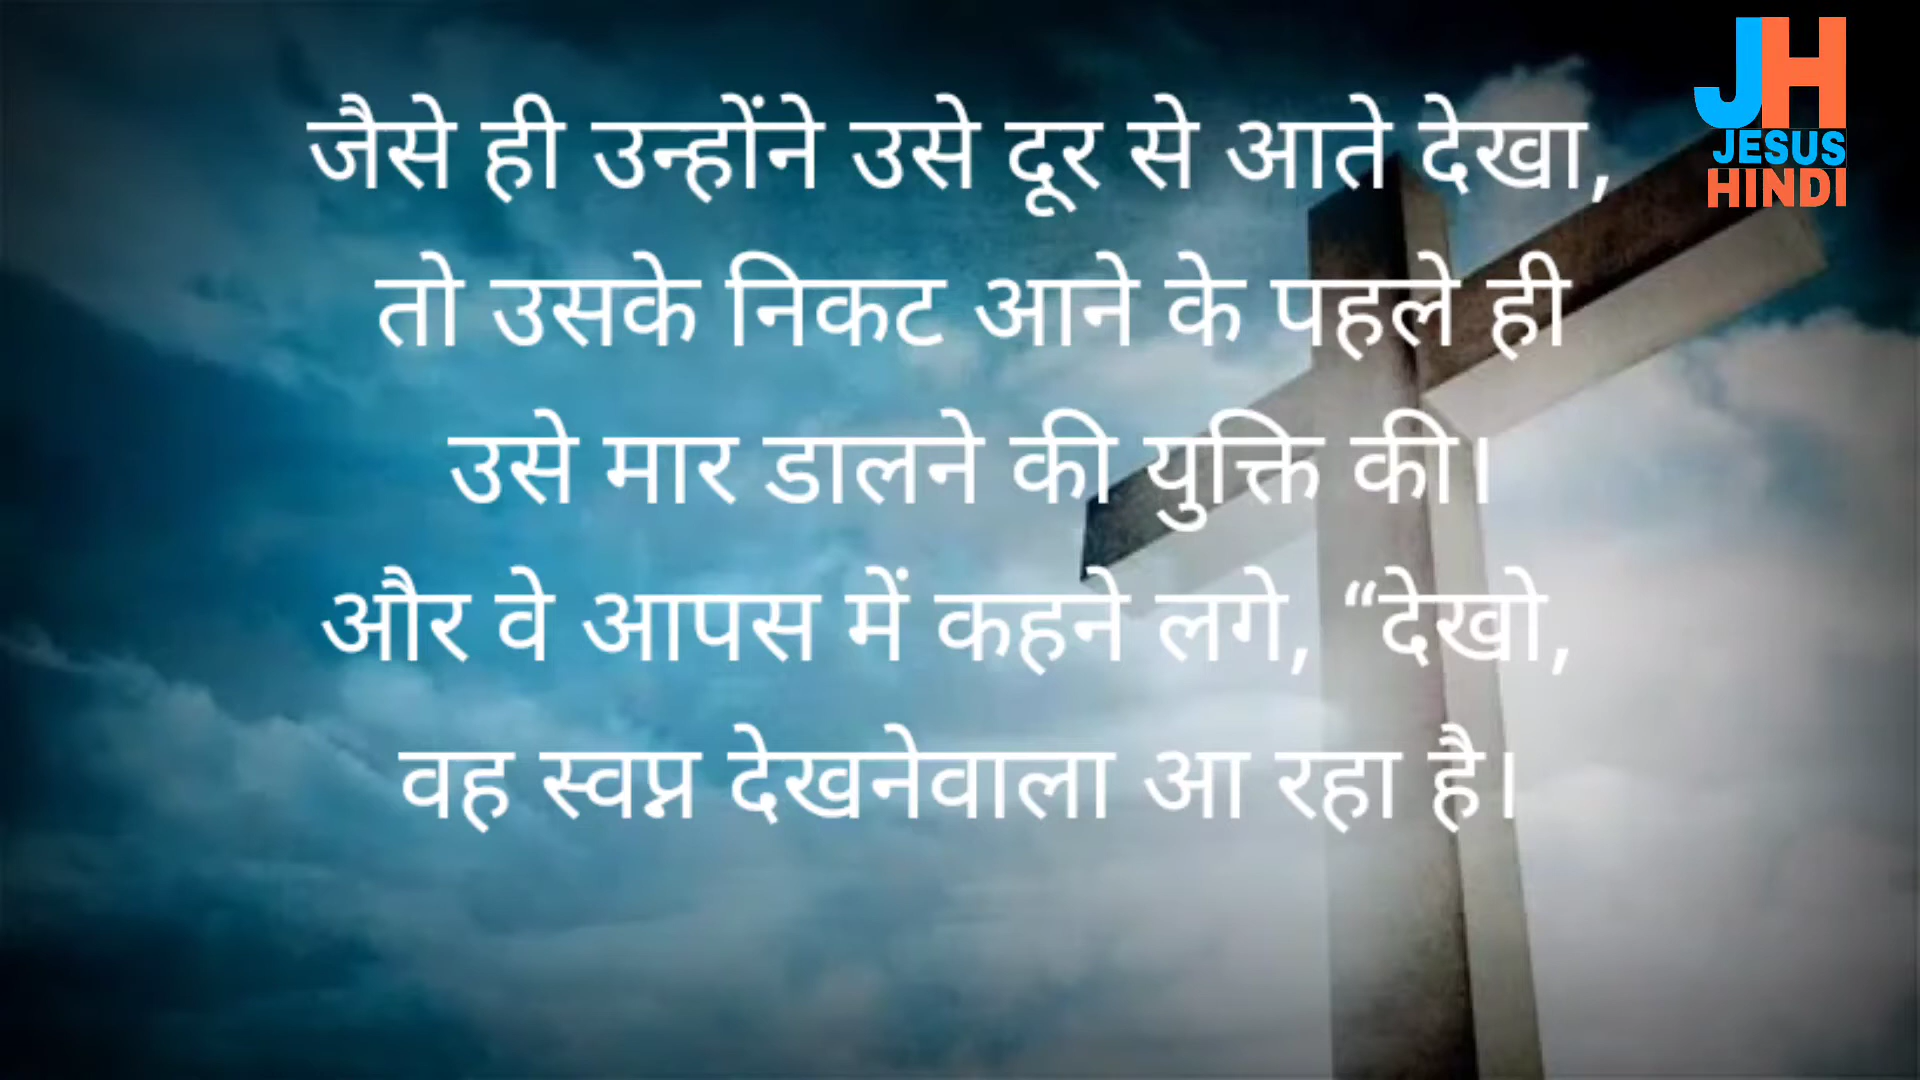 JH
JESUS
HINDI
जैसे ही उन्होंने उसे दूर से आते देखा,
तो उसके निकट आने के पहले ही
उसे मार डालने की युक्ति की।
और वे आपस में कहने लगे, “देखो,
वह स्वप्न देखनेवाला आ रहा है।